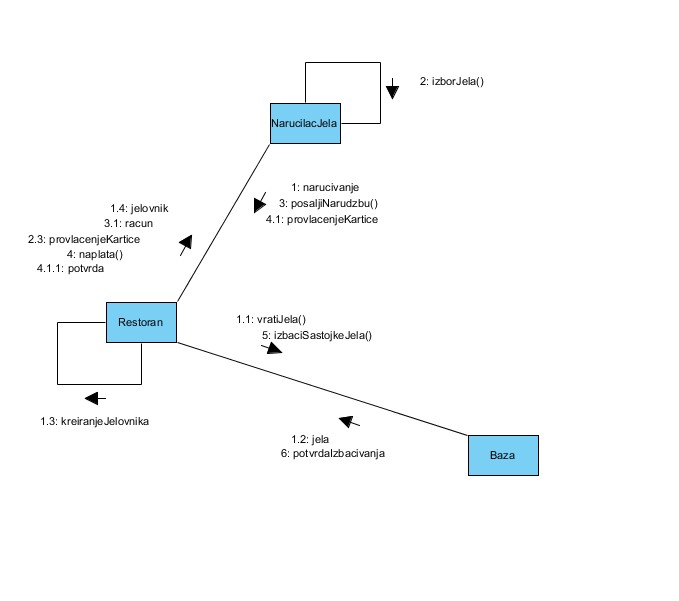 2: izborJela()
NarucilacJela
1: narucivanje
3: posaljiNarudzbu()
4.1: provlacenjeKartice
1.4: jelovnik
3.1: racun
2.3: provlacenjeKartice
4: naplata()
4.1.1: potvrda
Restoran
1.1: vratiJela()
5: izbaciSastojkeJela()
1.3: kreiranjeJelovnika
1.2: jela
6: potvrdaIzbacivanja
Baza